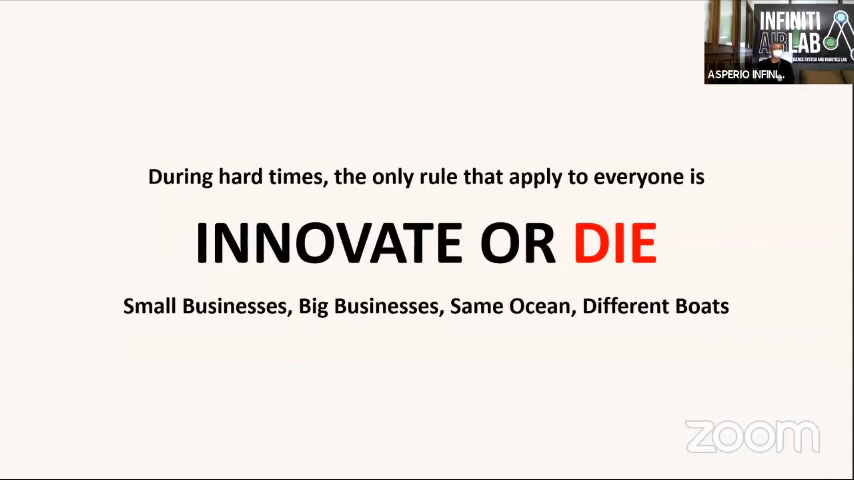 INFINITI
AIRLAB
ASPERIO INFINI...
During hard times, the only rule that apply to everyone is
INNOVATE OR DIE
Small Businesses, Big Businesses, Same Ocean, Different Boats
zoom